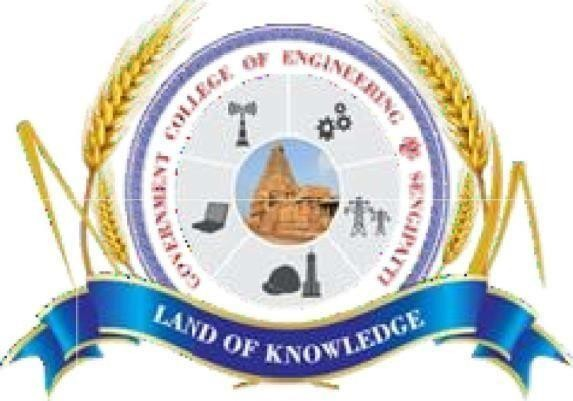 GOVERNMENT COLLEGE OF ENGINEERING SENGIPATTI
LAND OF KNOWLEDGE